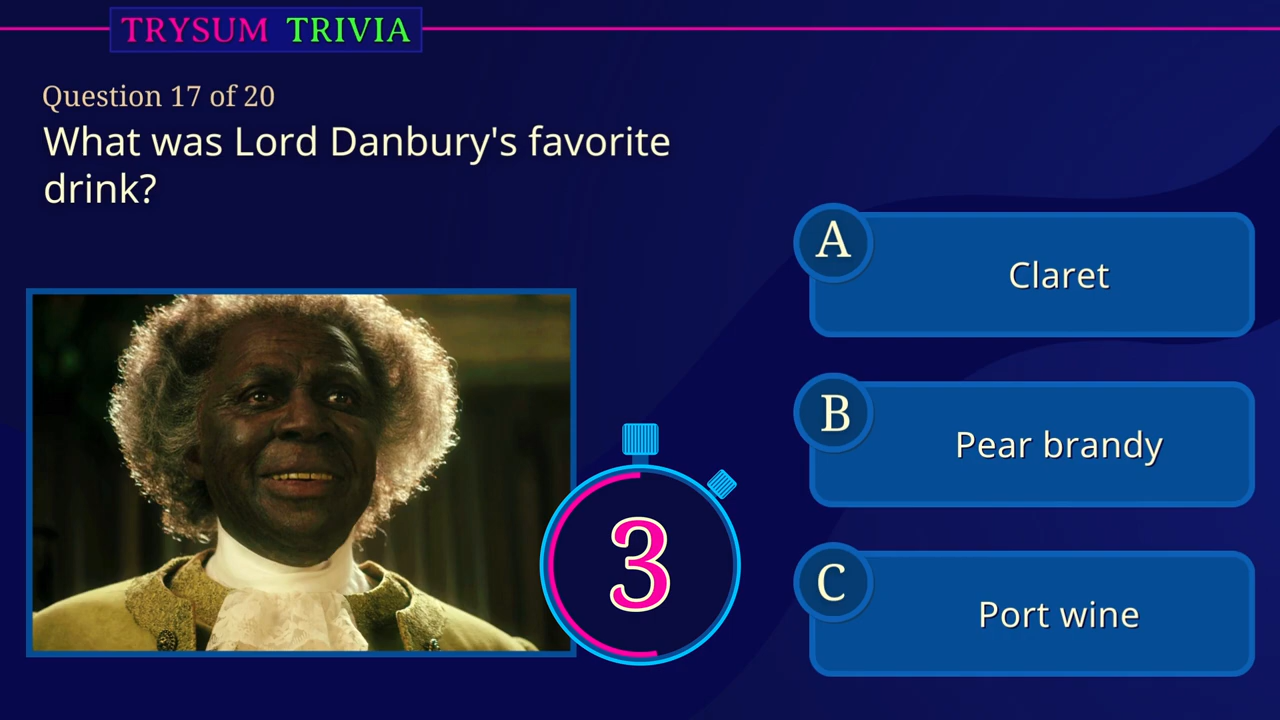 TRYSUM TRIVIA
Question 17 of 20
What was Lord Danbury's favorite
drink?
A
Claret
B
Pear brandy
3
C
Port wine